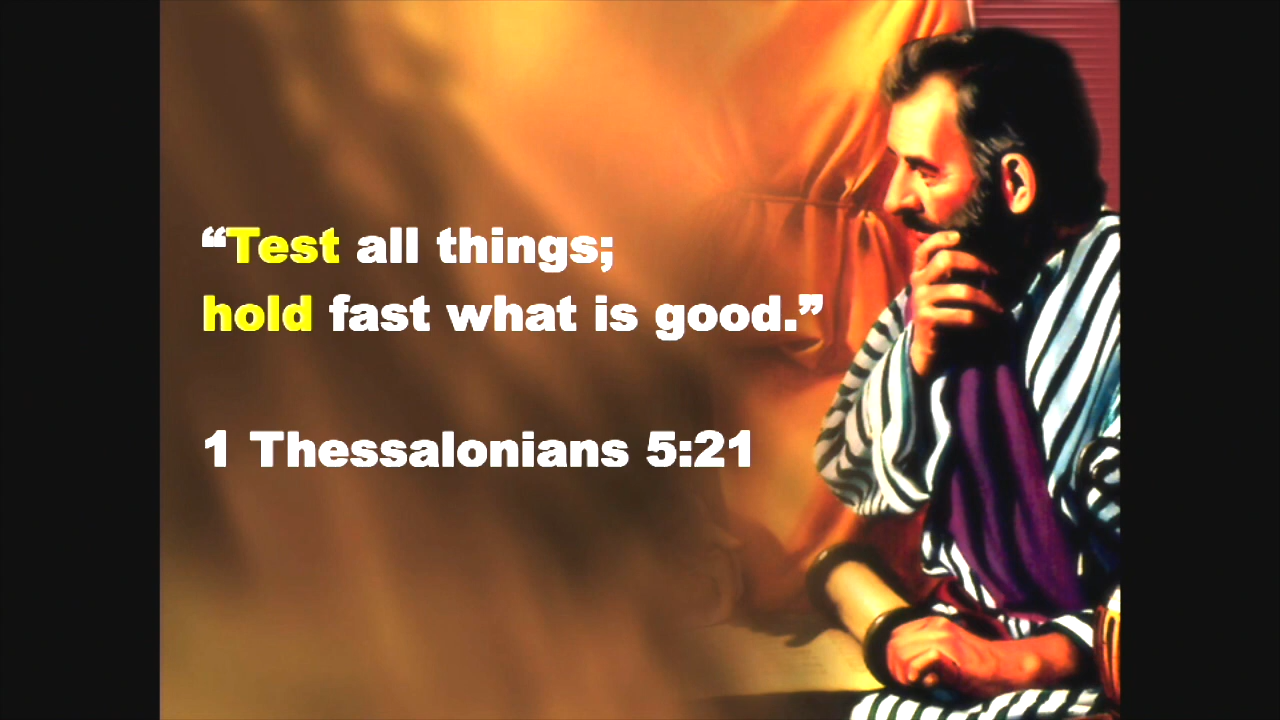 “Test all things;
hold fast what is good.”
1 Thessalonians 5:21